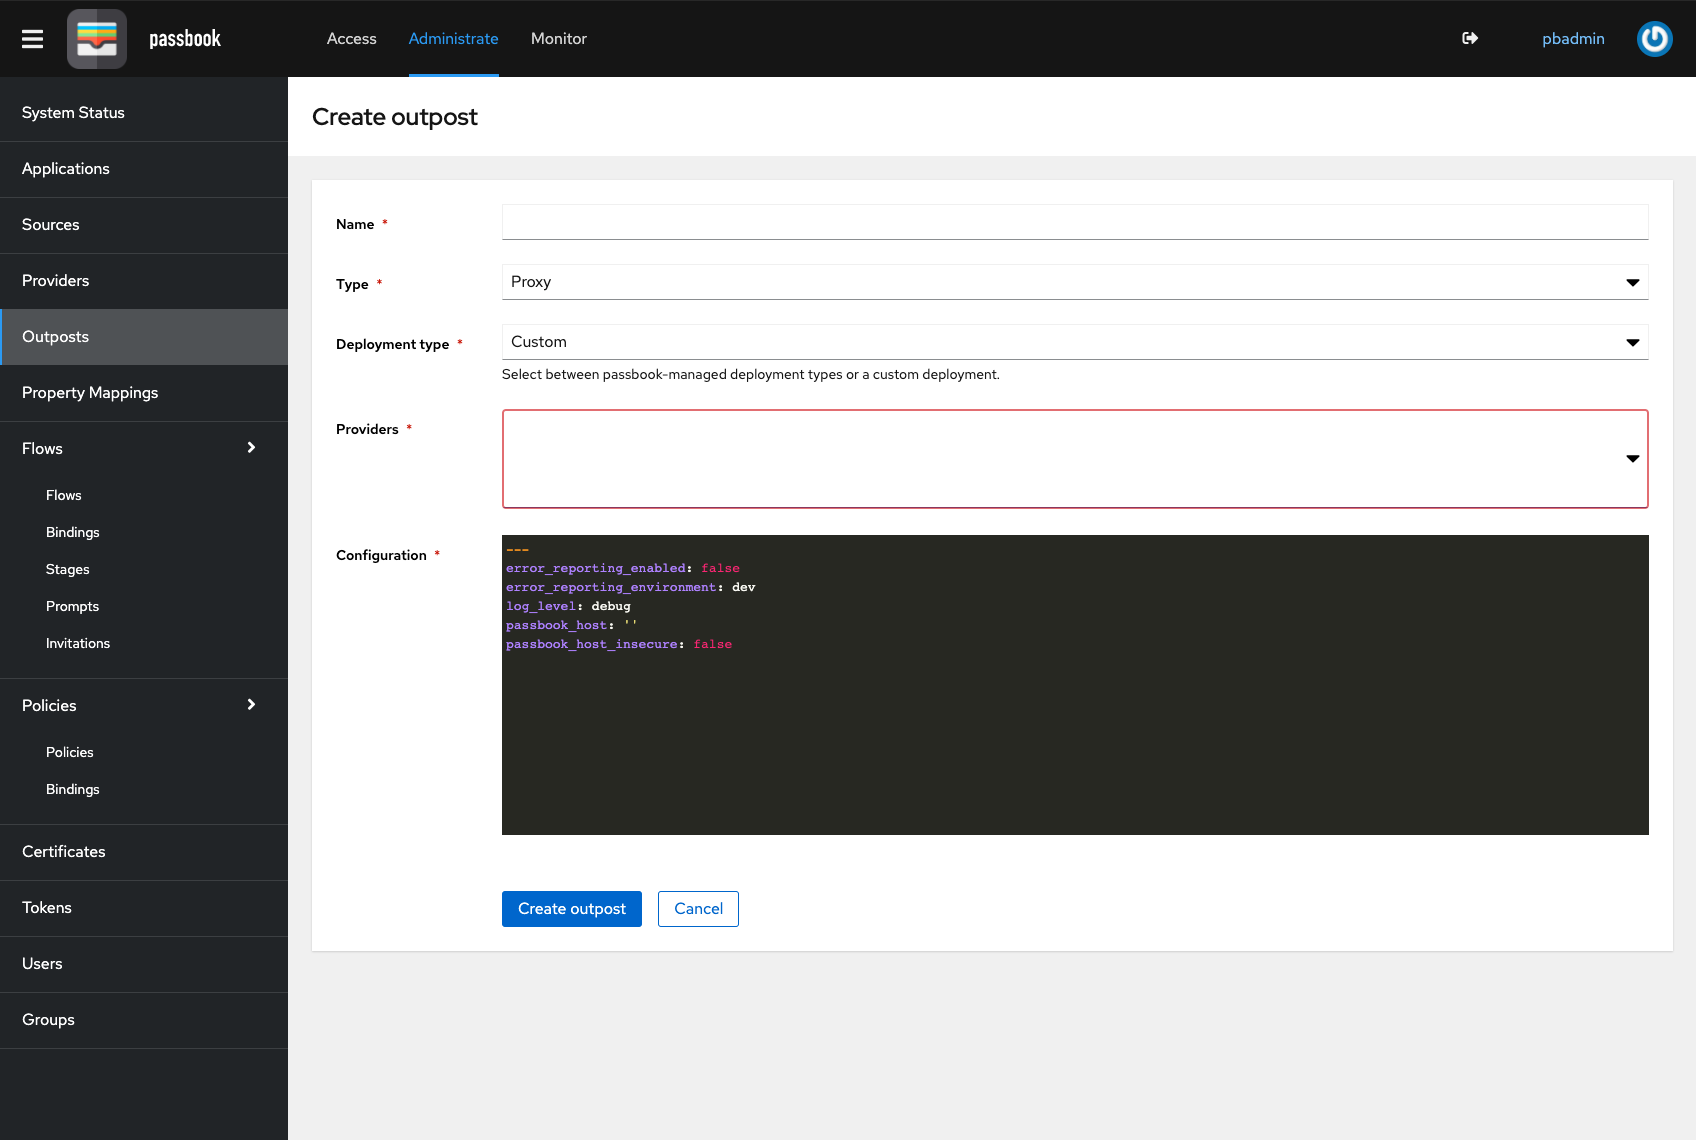 passbook
Access
Administrate
Monitor
pbadmin
System Status
Applications
Sources
Providers
Outposts
Property Mappings
Flows
Flows
Bindings
Stages
Prompts
Invitations
Policies
Policies
Bindings
Certificates
Tokens
Users
Groups
Create outpost
Name *
Type *
Proxy
Deployment type *
Custom
Select between passbook-managed deployment types or a custom deployment.
Providers *
Configuration *
---
error_reporting_enabled: false
error_reporting_environment: dev
log_level: debug
passbook_host: ''
passbook_host_insecure: false
Create outpost
Cancel